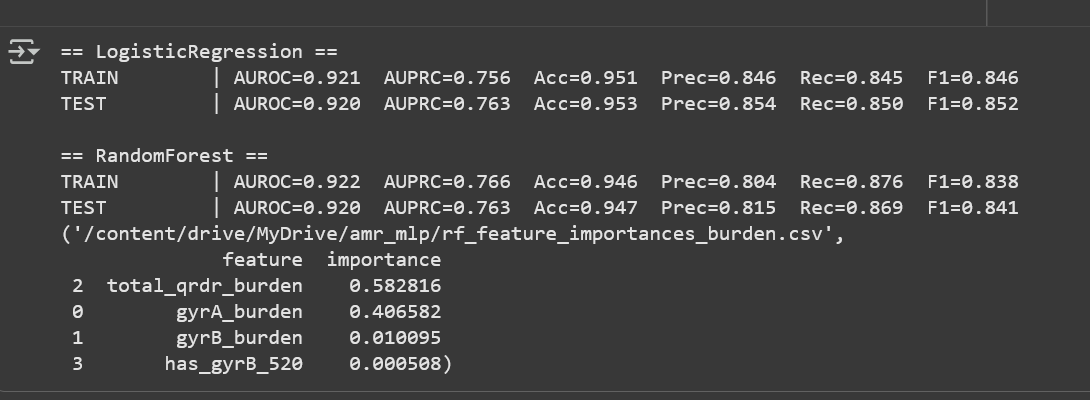 == LogisticRegression ==
TRAIN | AUROC=0.921 AUPRC=0.756 Acc=0.951 Prec=0.846 Rec=0.845 F1=0.846
TEST | AUROC=0.920 AUPRC=0.763 Acc=0.953 Prec=0.854 Rec=0.850 F1=0.852
== RandomForest ==
TRAIN | AUROC=0.922 AUPRC=0.766 Acc=0.946 Prec=0.804 Rec=0.876 F1=0.838
TEST | AUROC=0.920 AUPRC=0.763 Acc=0.947 Prec=0.815 Rec=0.869 F1=0.841
('/content/drive/MyDrive/amr_mlp/rf_feature_importances_burden.csv',
feature importance
2 total_qrdr_burden 0.582816
0 gyrA_burden 0.406582
1 gyrB_burden 0.010095
3 has_gyrB_520 0.000508)